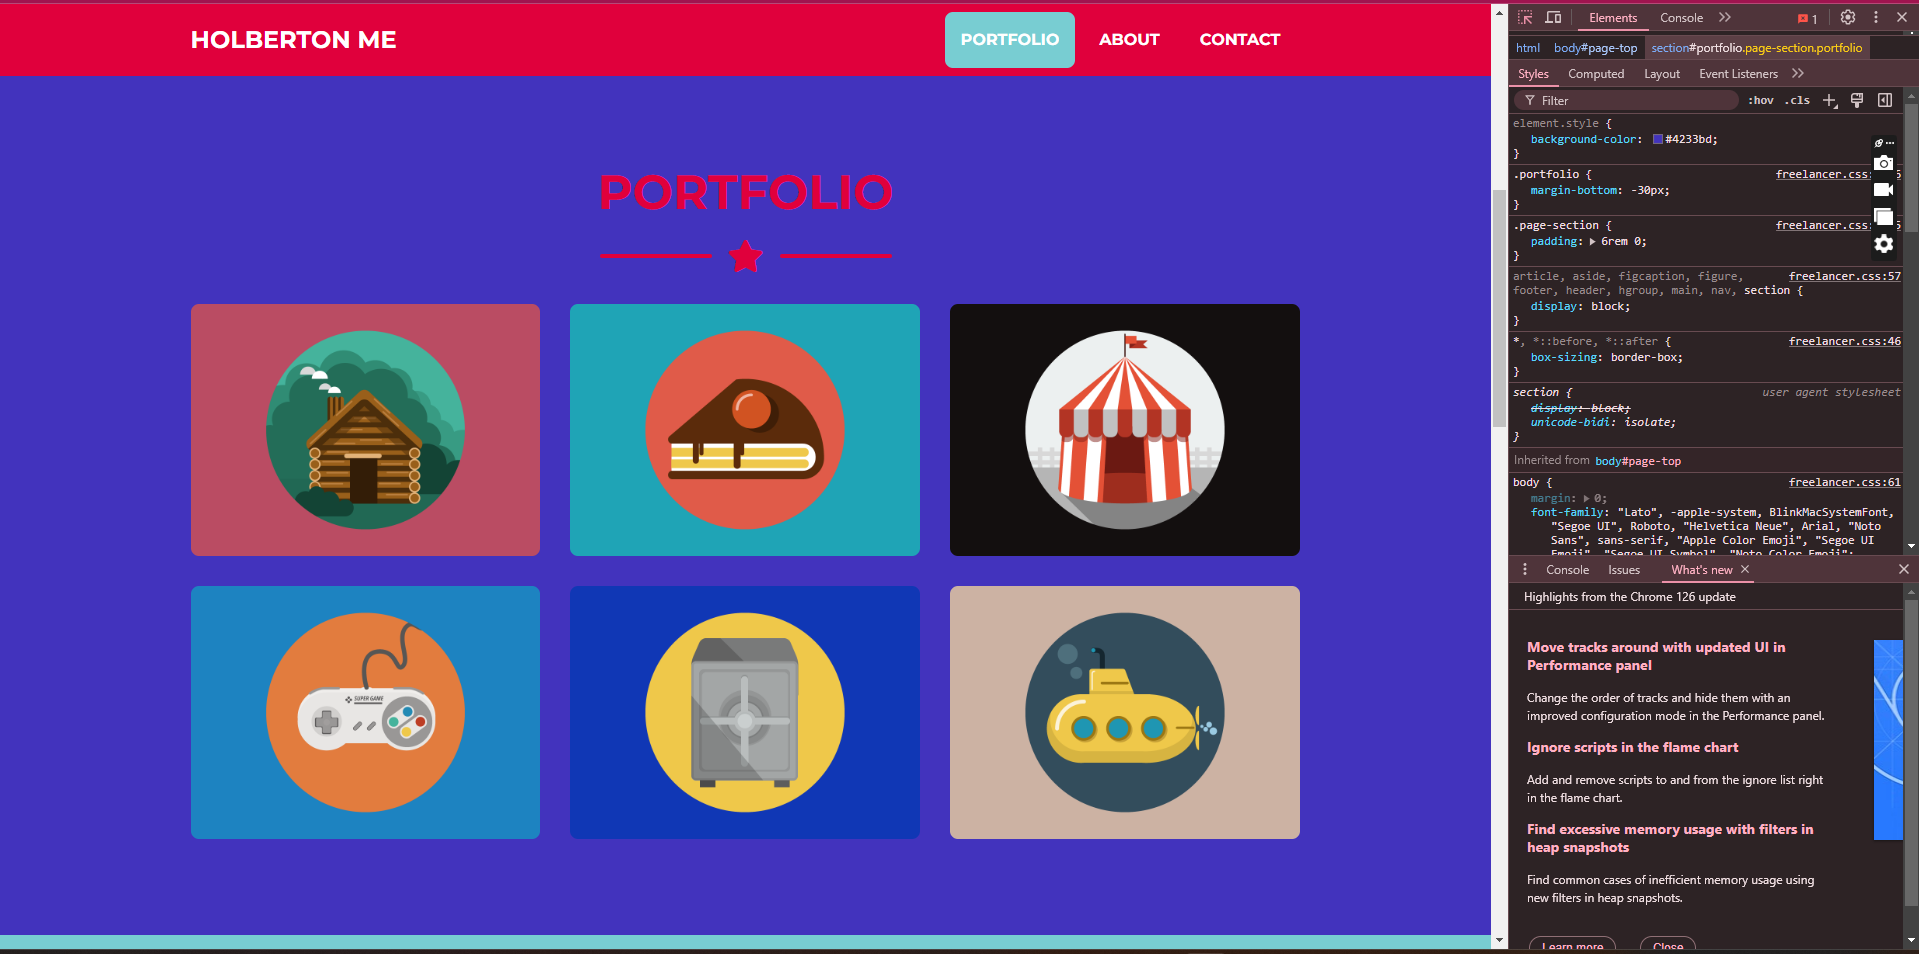 HOLBERTON ME
PORTFOLIO ABOUT CONTACT
PORTFOLIO
SUPER GAME
Elements Console 1
html body#page-top section#portfolio.page-section.portfolio
Styles Computed Layout Event Listeners
Filter :hov .cls
element.style {
background-color: #4233bd;
}
.portfolio { freelancer.css:
margin-bottom: -30px;
}
.page-section { freelancer.css:
padding: 6rem 0;
}
article, aside, figcaption, figure, freelancer.css:57
footer, header, hgroup, main, nav, section {
display: block;
}
*, *::before, *::after { freelancer.css:46
box-sizing: border-box;
}
section { user agent stylesheet
display: block;
unicode-bidi: isolate;
}
Inherited from body#page-top
body { freelancer.css:61
margin: 0;
font-family: "Lato", -apple-system, BlinkMacSystemFont,
"Segoe UI", Roboto, "Helvetica Neue", Arial, "Noto
Sans", sans-serif, "Apple Color Emoji", "Segoe UI
Emoji", "Segoe UI Symbol", "Noto Color Emoji";
Console Issues What's new
Highlights from the Chrome 126 update
Move tracks around with updated UI in
Performance panel
Change the order of tracks and hide them with an
improved configuration mode in the Performance panel.
Ignore scripts in the flame chart
Add and remove scripts to and from the ignore list right
in the flame chart.
Find excessive memory usage with filters in
heap snapshots
Find common cases of inefficient memory usage using
new filters in heap snapshots.
Learn more Close